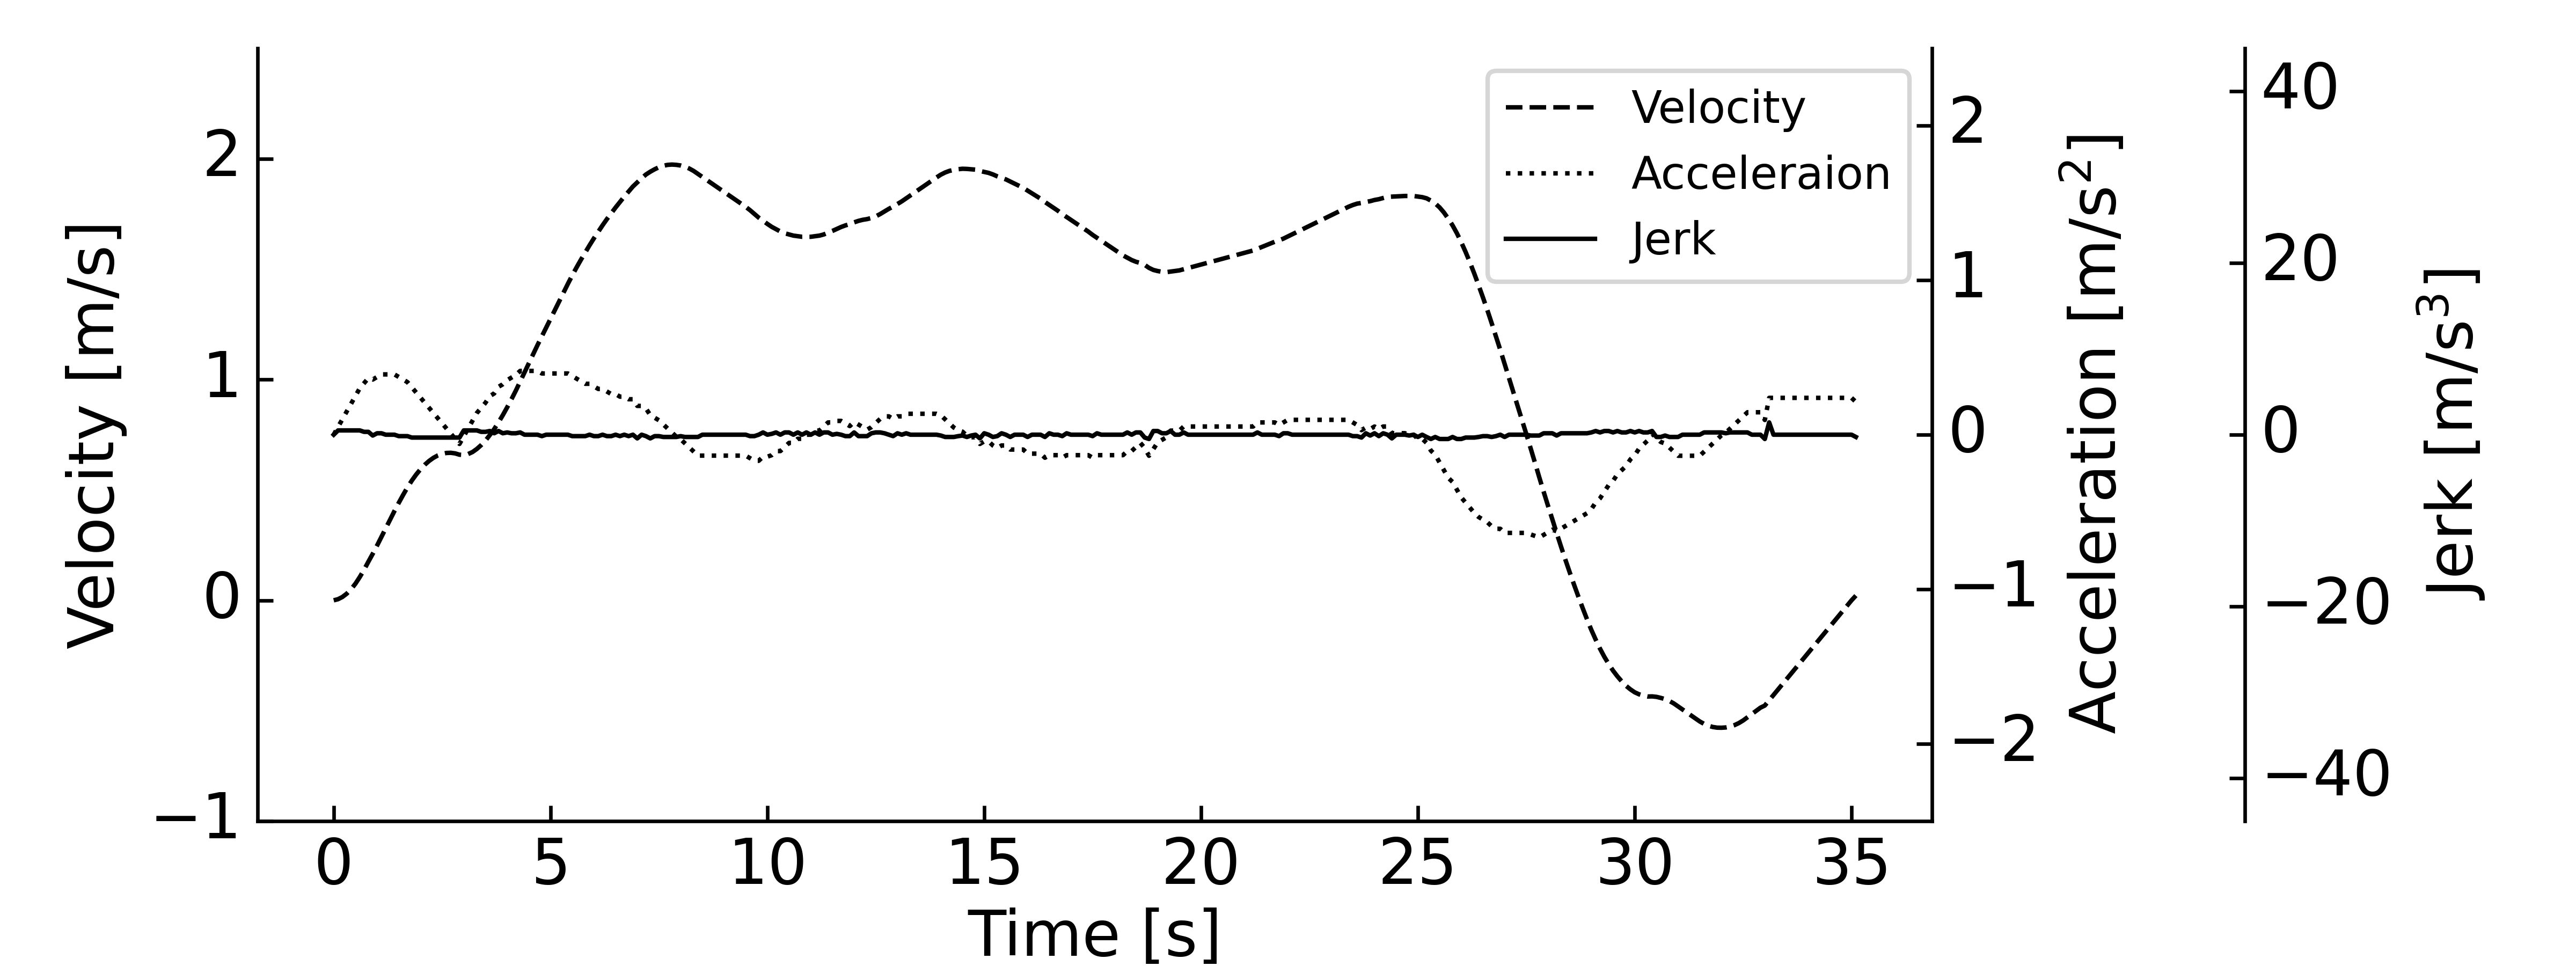 Velocity [m/s]
2
1
0
−1
0 5 10 15 20 25 30 35
Time [s]
Velocity
Acceleraion
Jerk
2
1
0
−1
−2
Acceleration [m/s²]
40
20
0
−20
−40
Jerk [m/s³]